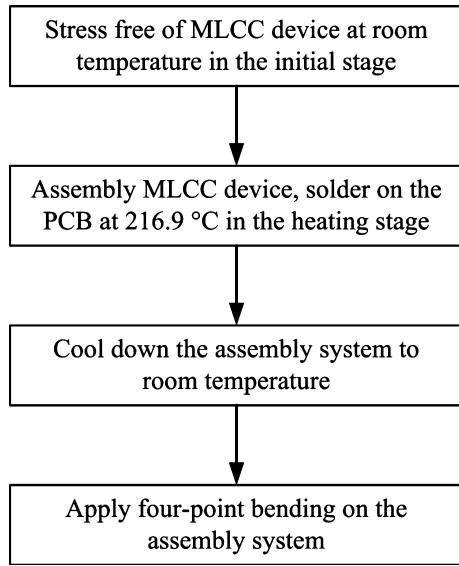 Stress free of MLCC device at room
temperature in the initial stage
Assembly MLCC device, solder on the
PCB at 216.9 °C in the heating stage
Cool down the assembly system to
room temperature
Apply four-point bending on the
assembly system